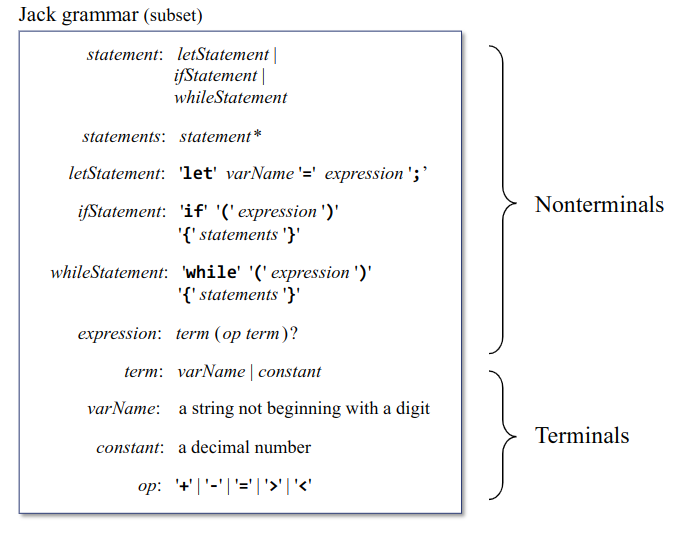 Jack grammar (subset)
statement: letStatement |
ifStatement |
whileStatement
statements: statement*
letStatement: 'let' varName '=' expression ';’
ifStatement: 'if' '(' expression ')'
'{' statements '}'
whileStatement: 'while' '(' expression ')'
'{' statements '}'
expression: term (op term)?
term: varName | constant
varName: a string not beginning with a digit
constant: a decimal number
op: '+' | '-' | '=' | '>' | '<'
Nonterminals
Terminals